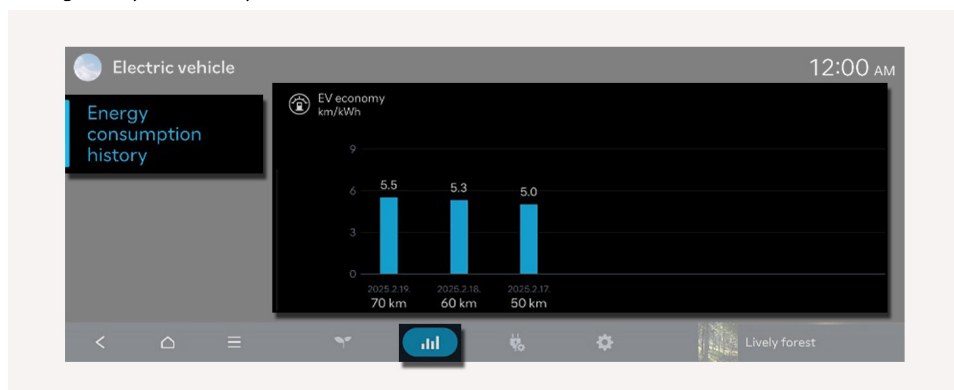 Electric vehicle
12:00 AM
Energy
consumption
history
EV economy
km/kWh
9
6
3
0
5.5
5.3
5.0
2025.2.19.
2025.2.18.
2025.2.17.
70 km
60 km
50 km
Lively forest